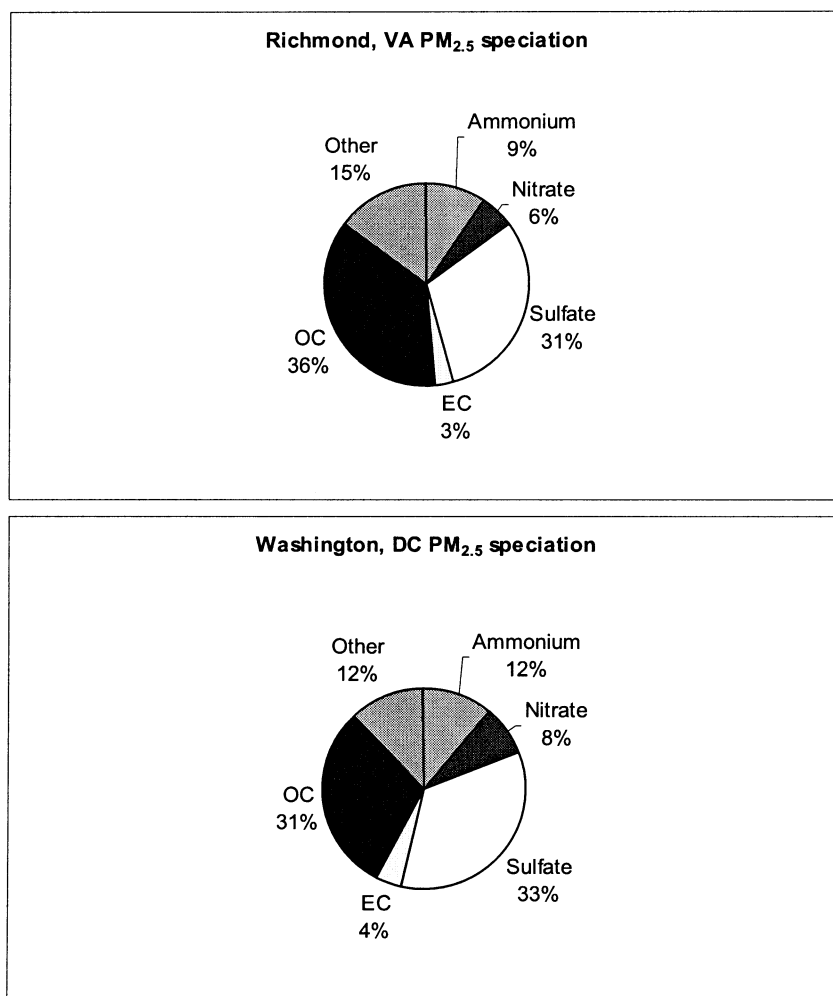 Richmond, VA PM2.5 speciation
Ammonium
9%
Other
15%
Nitrate
6%
Sulfate
31%
OC
36%
EC
3%
Washington, DC PM2.5 speciation
Other
12%
Ammonium
12%
Nitrate
8%
OC
31%
Sulfate
33%
EC
4%